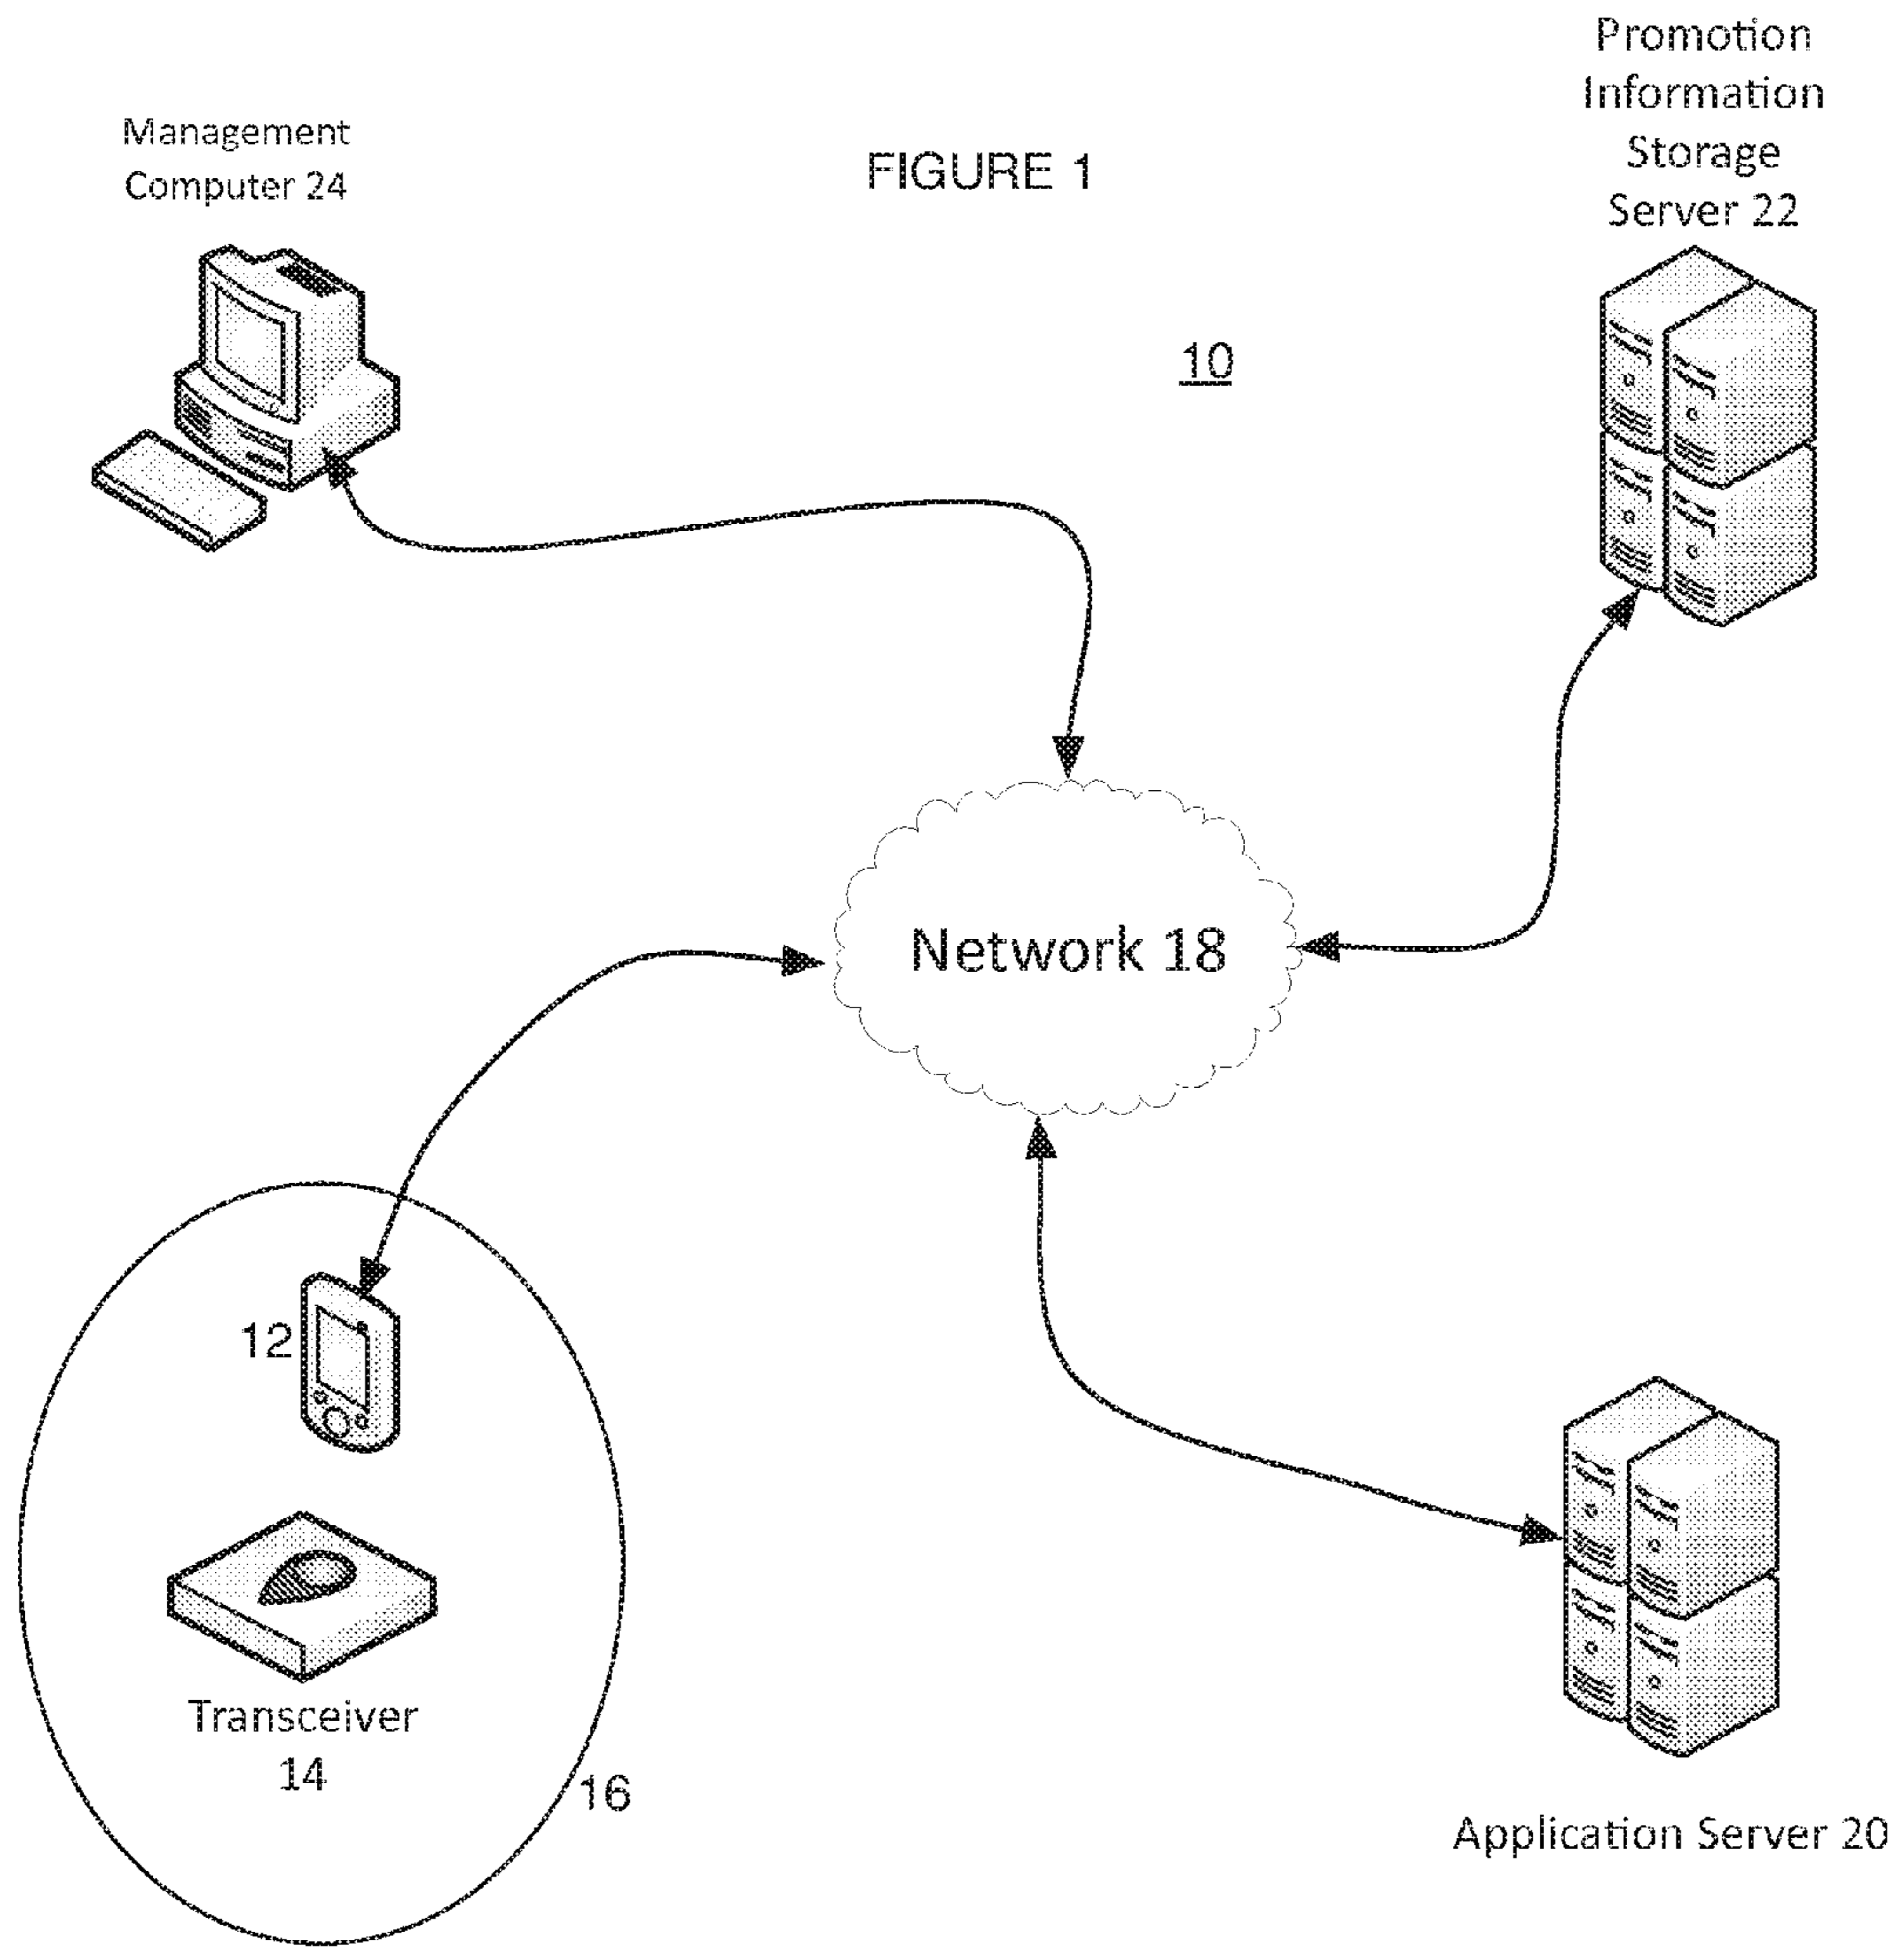 Promotion
Information
Storage
Server 22
Management
Computer 24
FIGURE 1
10
Network 18
12
Transceiver
14
16
Application Server 20